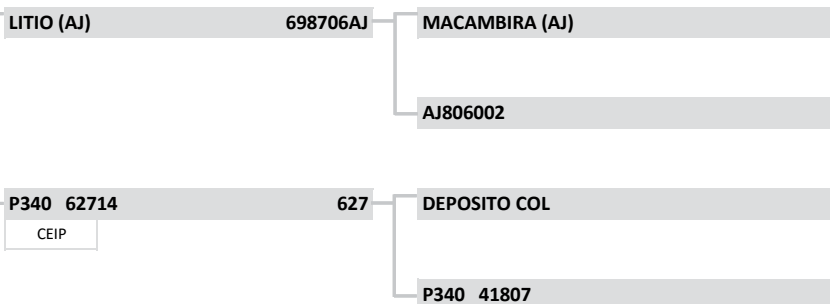 LITIO (AJ) 698706AJ MACAMBIRA (AJ)
AJ806002
P340 62714 627 DEPOSITO COL
CEIP
P340 41807